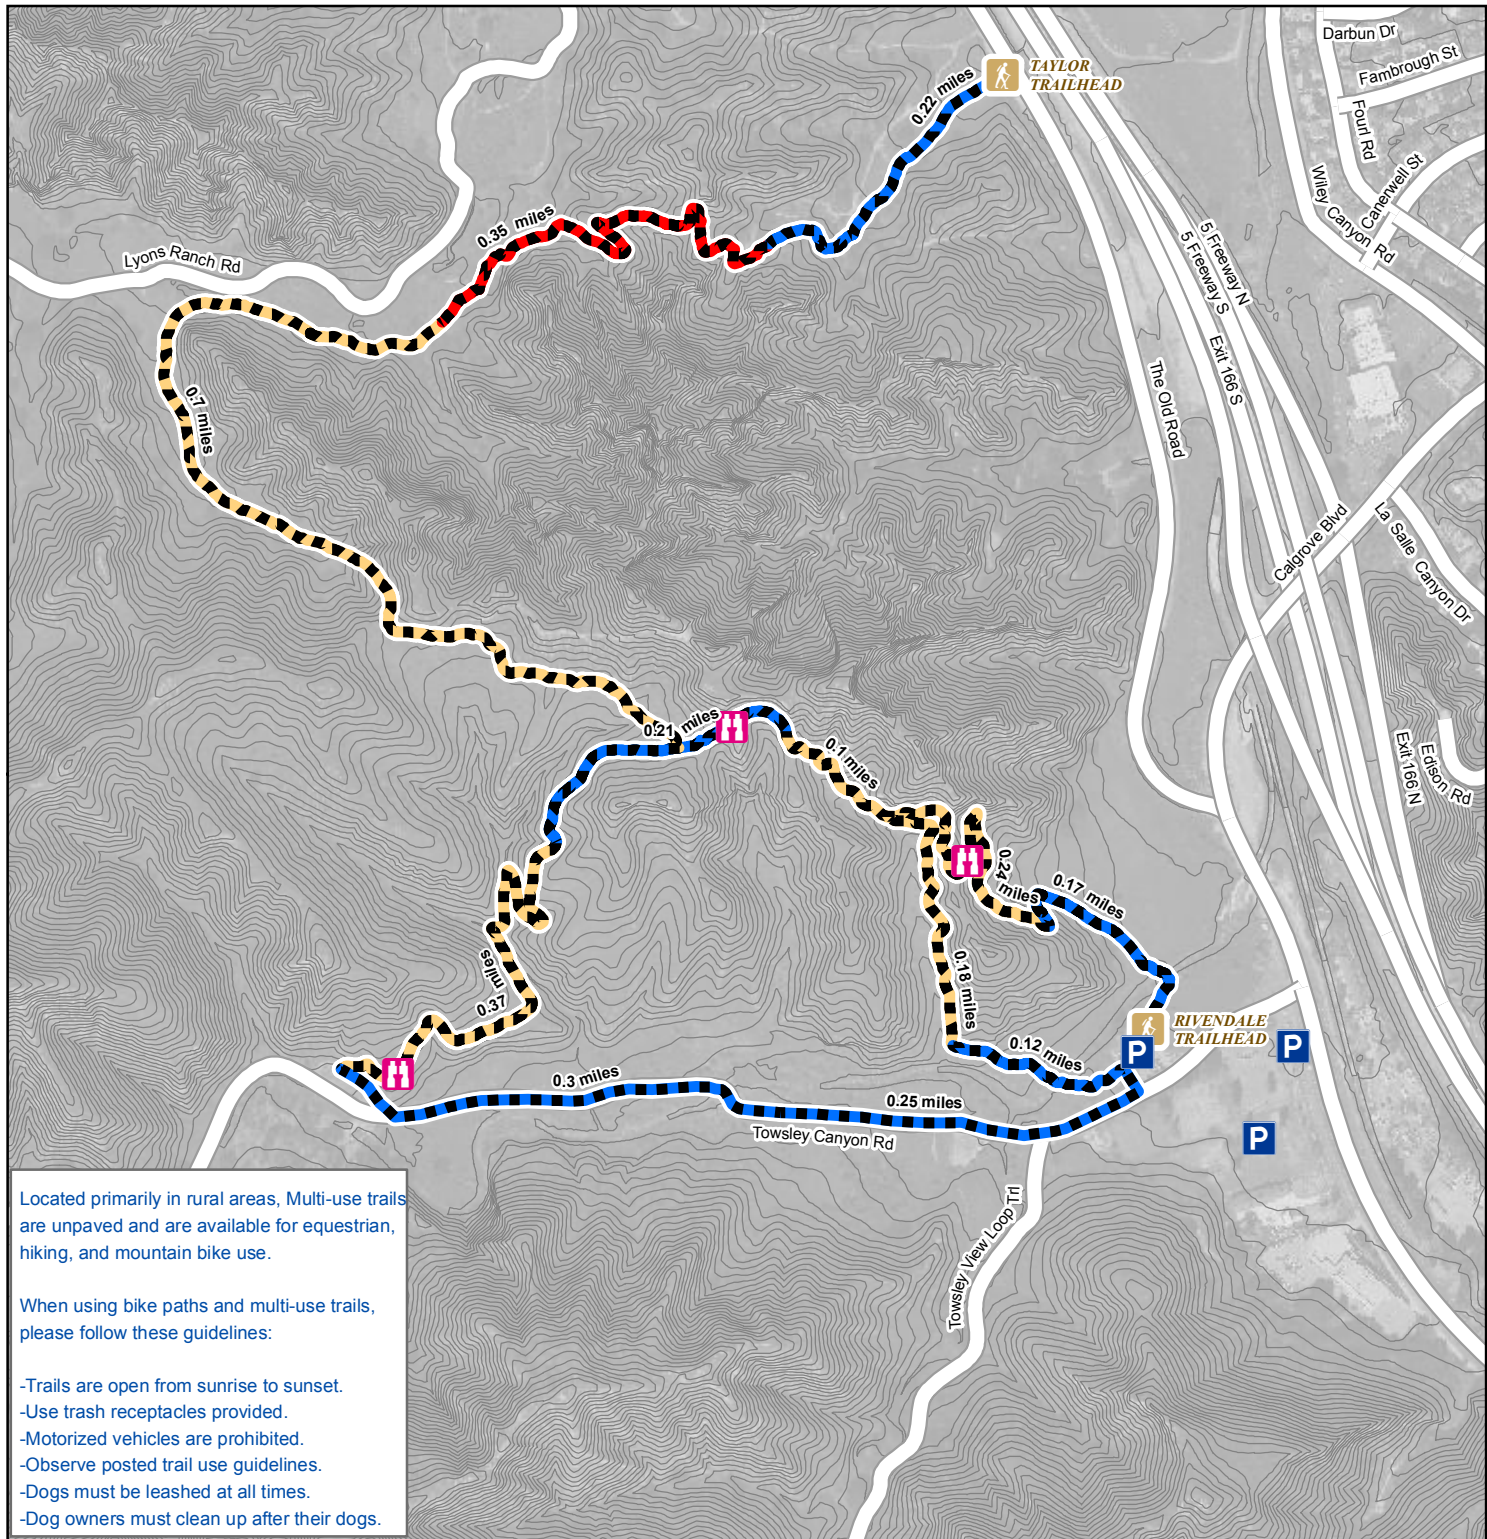 Darbun Dr
Fambrough St
TAYLOR
TRAILHEAD
0.22 miles
Fourl Rd
Canerwell St
Wiley Canyon Rd
0.35 miles
5 Freeway N
5 Freeway S
Lyons Ranch Rd
Exit 166 S
The Old Road
0.7 miles
Calgrove Blvd
La Salle Canyon Dr
0.21 miles
0.1 miles
Exit 166 N
Edison Rd
0.24 miles
0.17 miles
0.37 miles
0.18 miles
RIVENDALE
TRAILHEAD
0.12 miles
P
P
0.3 miles
0.25 miles
Towsley Canyon Rd
P
Towsley View Loop Trl
Located primarily in rural areas, Multi-use trails
are unpaved and are available for equestrian,
hiking, and mountain bike use.
When using bike paths and multi-use trails,
please follow these guidelines:
-Trails are open from sunrise to sunset.
-Use trash receptacles provided.
-Motorized vehicles are prohibited.
-Observe posted trail use guidelines.
-Dogs must be leashed at all times.
-Dog owners must clean up after their dogs.